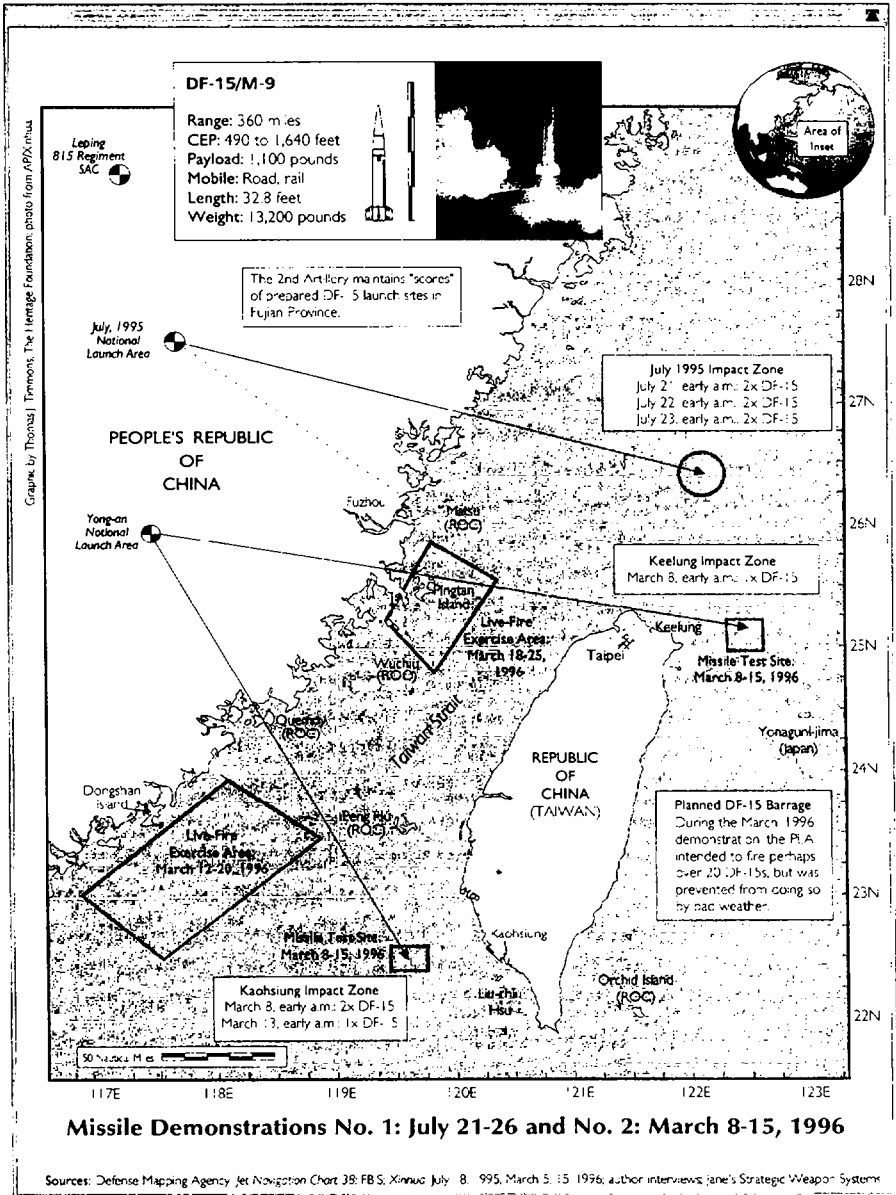 DF-15/M-9
Range: 360 miles
CEP: 490 to 1,640 feet
Payload: 1,100 pounds
Mobile: Road, rail
Length: 32.8 feet
Weight: 13,200 pounds
Area of
Inset
Leping
815 Regiment
SAC
Graphic by Thomas J. Timmons, The Heritage Foundation; photo from AP/Xinhua
The 2nd Artillery maintains "scores"
of prepared DF-15 launch sites in
Fujian Province.
28N
July, 1995
National
Launch Area
July 1995 Impact Zone
July 21, early a.m.: 2x DF-15
July 22, early a.m.: 2x DF-15
July 23, early a.m.: 2x DF-15
27N
PEOPLE'S REPUBLIC
OF
CHINA
Fuzhou
Matsu
(ROC)
26N
Yong-an
National
Launch Area
Keelung Impact Zone
March 8, early a.m.: 1x DF-15
Pingtan
Island
Live-Fire
Exercise Area:
March 18-25,
1996
Keelung
Taipei
25N
Missile Test Site:
March 8-15, 1996
Wuchiu
(ROC)
Quemoy
(ROC)
Taiwan Strait
Yonaguni-jima
(Japan)
24N
REPUBLIC
OF
CHINA
(TAIWAN)
Dongshan
Island
Peng Hu
(ROC)
Live-Fire
Exercise Area:
March 12-20, 1996
Planned DF-15 Barrage
During the March 1996
demonstration, the PLA
intended to fire perhaps
over 20 DF-15s, but was
prevented from doing so
by bad weather.
23N
Missile Test Site:
March 8-15, 1996
Kaohsiung
Kaohsiung Impact Zone
March 8, early a.m.: 2x DF-15
March 13, early a.m.: 1x DF-15
Liu-chiu
Hsu
Orchid Island
(ROC)
22N
50 Nautical Miles
117E 118E 119E 120E 121E 122E 123E
Missile Demonstrations No. 1: July 21-26 and No. 2: March 8-15, 1996
Sources: Defense Mapping Agency Jet Navigation Chart 38; FBIS; Xinhua July 8, 1995, March 5, 15 1996; author interviews; Jane's Strategic Weapon Systems